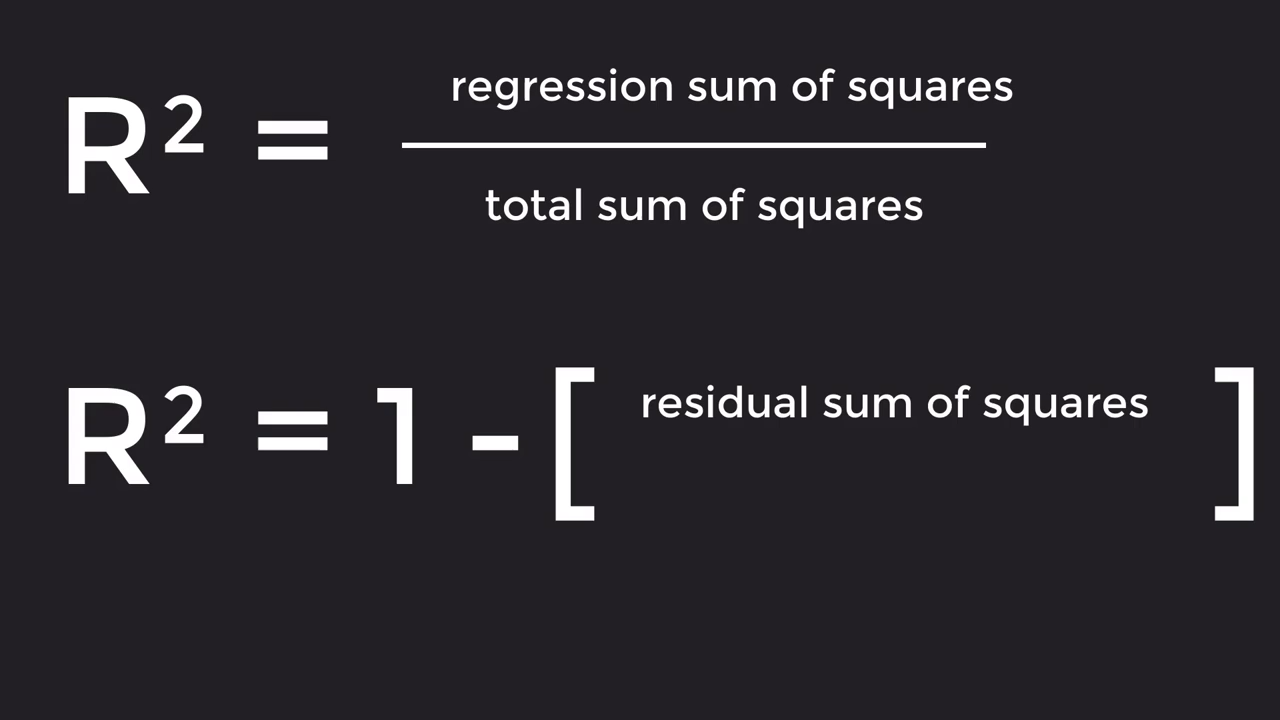 R² = regression sum of squares
total sum of squares
R² = 1 - [ residual sum of squares ]